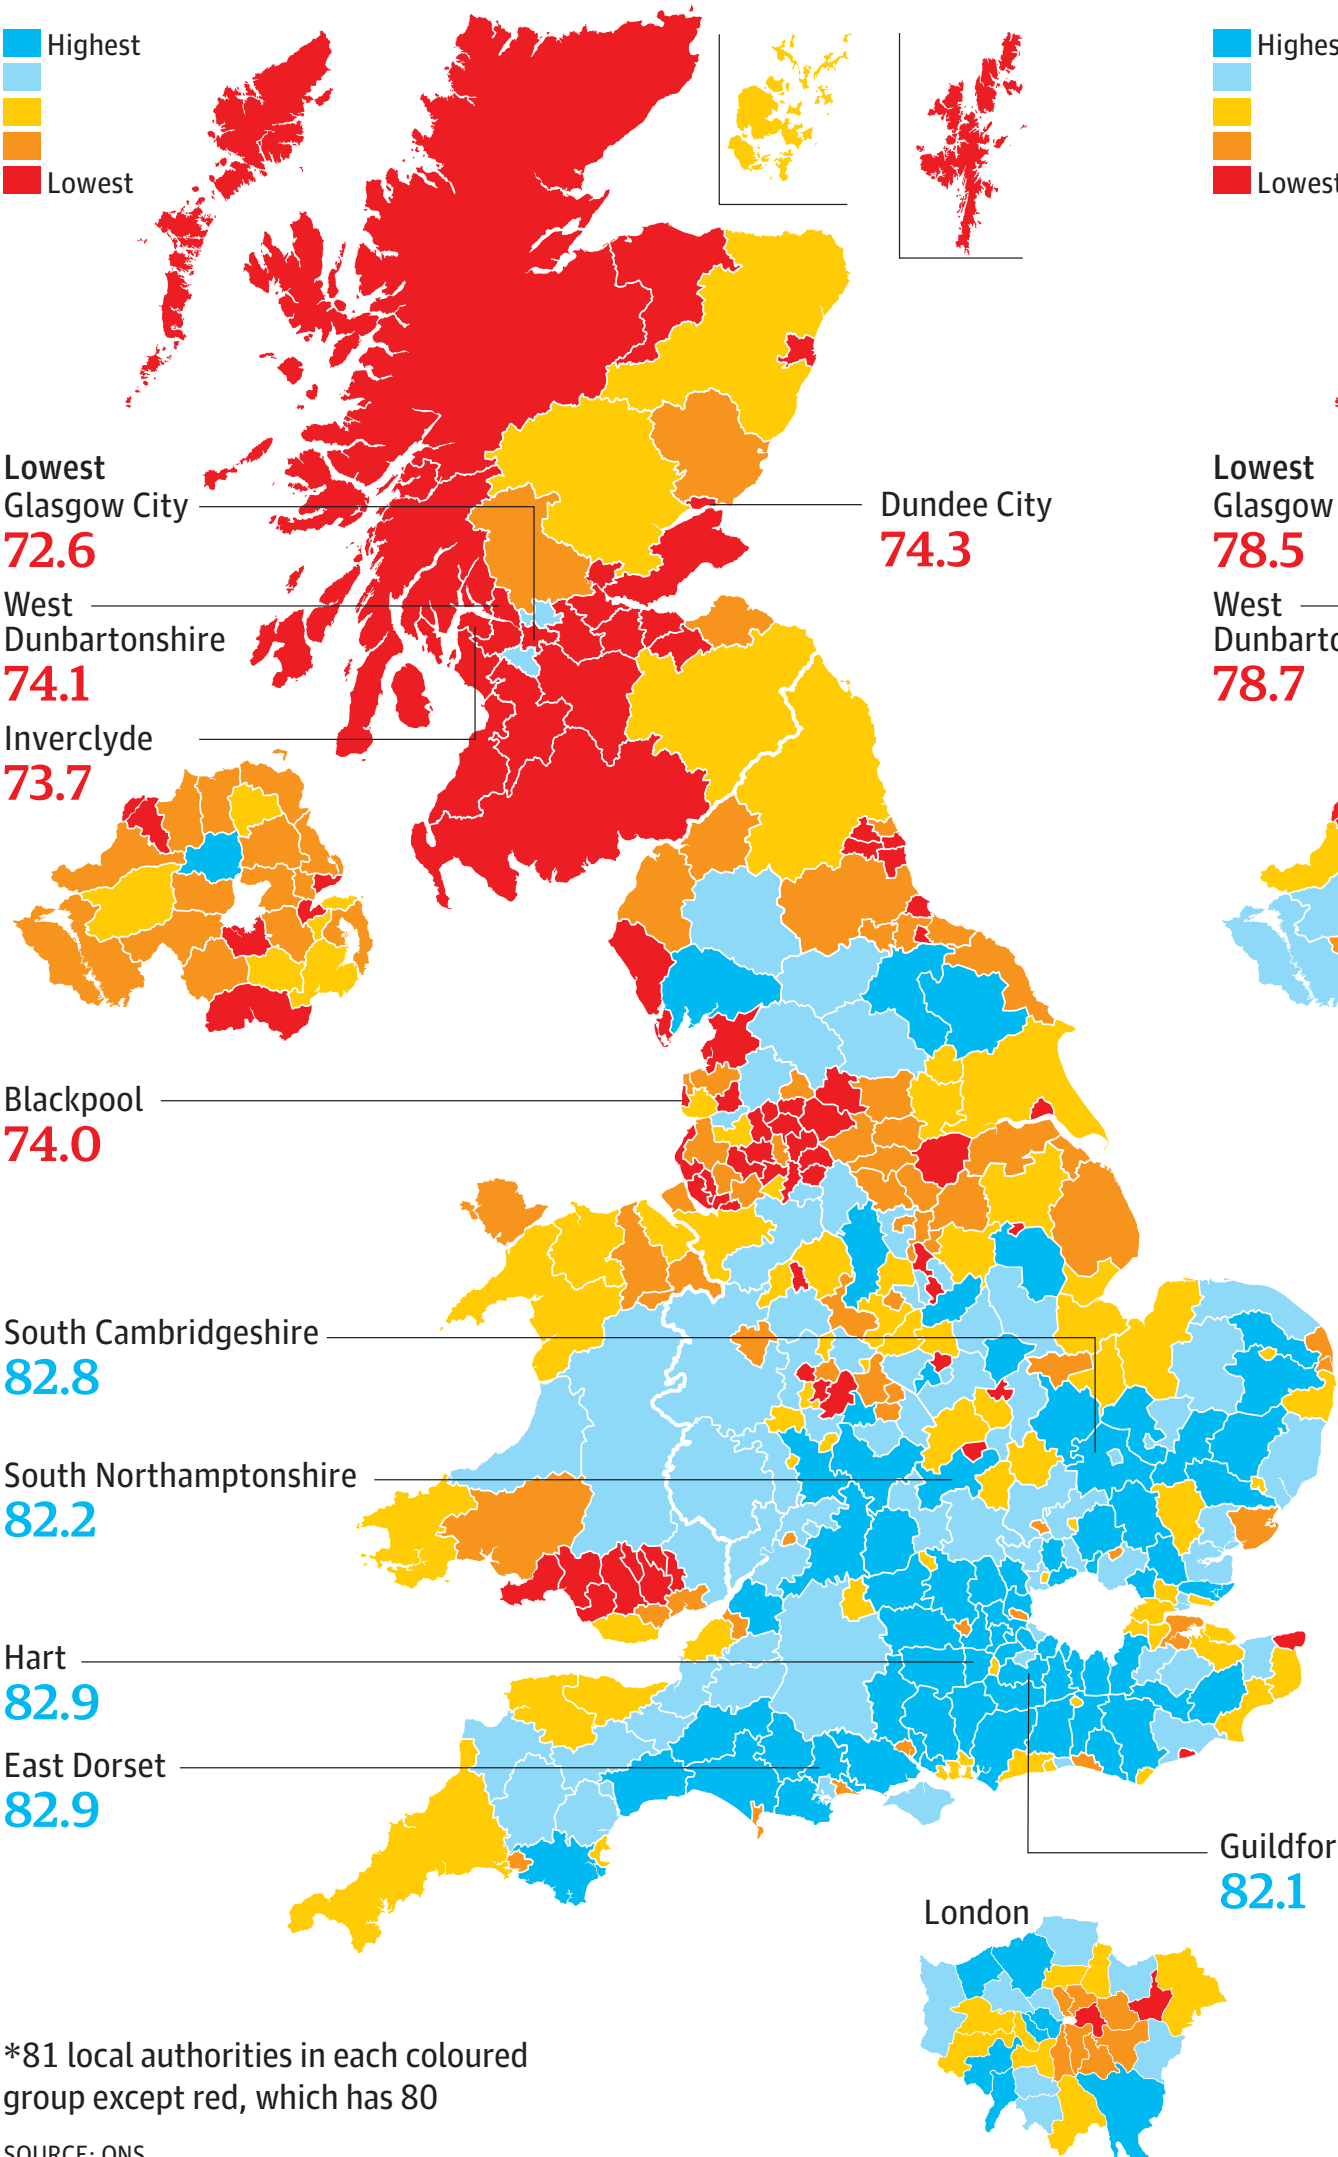 Highest
Lowest
Lowest
Glasgow City
72.6
West
Dunbartonshire
74.1
Inverclyde
73.7
Dundee City
74.3
Blackpool
74.0
South Cambridgeshire
82.8
South Northamptonshire
82.2
Hart
82.9
East Dorset
82.9
Guildfor
82.1
London
*81 local authorities in each coloured
group except red, which has 80
SOURCE: ONS
Highes
Lowest
Lowest
Glasgow
78.5
West
Dunbarto
78.7